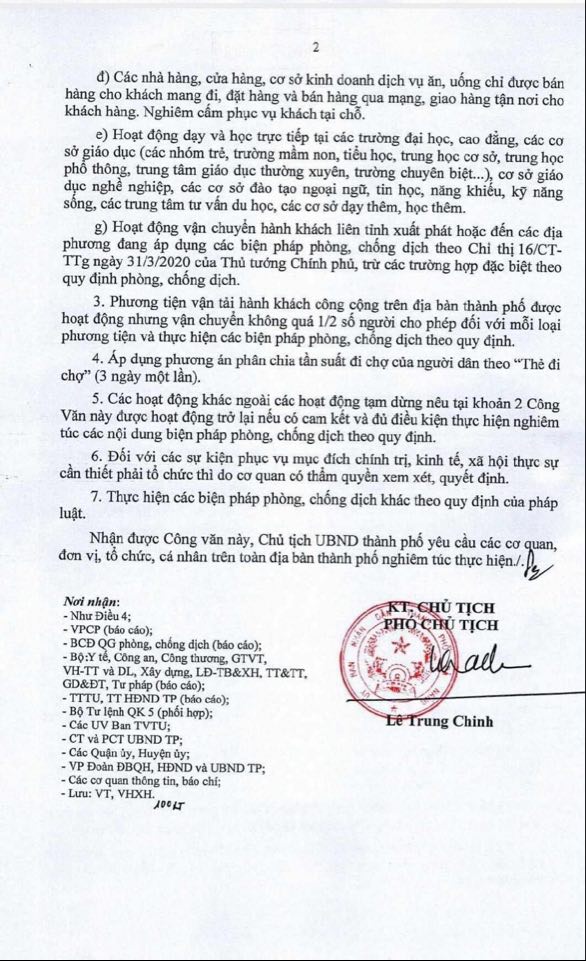 2
đ) Các nhà hàng, cửa hàng, cơ sở kinh doanh dịch vụ ăn, uống chỉ được bán
hàng cho khách mang đi, đặt hàng và bán hàng qua mạng, giao hàng tận nơi cho
khách hàng. Nghiêm cấm phục vụ khách tại chỗ.
e) Hoạt động dạy và học trực tiếp tại các trường đại học, cao đẳng, các cơ
sở giáo dục (các nhóm trẻ, trường mầm non, tiểu học, trung học cơ sở, trung học
phổ thông, trung tâm giáo dục thường xuyên, trường chuyên biệt...), cơ sở giáo
dục nghề nghiệp, các cơ sở đào tạo ngoại ngữ, tin học, năng khiếu, kỹ năng
sống, các trung tâm tư vấn du học, các cơ sở dạy thêm, học thêm.
g) Hoạt động vận chuyển hành khách liên tỉnh xuất phát hoặc đến các địa
phương đang áp dụng các biện pháp phòng, chống dịch theo Chỉ thị 16/CT-
TTg ngày 31/3/2020 của Thủ tướng Chính phủ, trừ các trường hợp đặc biệt theo
quy định phòng, chống dịch.
3. Phương tiện vận tải hành khách công cộng trên địa bàn thành phố được
hoạt động nhưng vận chuyển không quá 1/2 số người cho phép đối với mỗi loại
phương tiện và thực hiện các biện pháp phòng, chống dịch theo quy định.
4. Áp dụng phương án phân chia tần suất đi chợ của người dân theo “Thẻ đi
chợ” (3 ngày một lần).
5. Các hoạt động khác ngoài các hoạt động tạm dừng nêu tại khoản 2 Công
Văn này được hoạt động trở lại nếu có cam kết và đủ điều kiện thực hiện nghiêm
túc các nội dung biện pháp phòng, chống dịch theo quy định.
6. Đối với các sự kiện phục vụ mục đích chính trị, kinh tế, xã hội thực sự
cần thiết phải tổ chức thì do cơ quan có thẩm quyền xem xét, quyết định.
7. Thực hiện các biện pháp phòng, chống dịch khác theo quy định của pháp
luật.
Nhận được Công văn này, Chủ tịch UBND thành phố yêu cầu các cơ quan,
đơn vị, tổ chức, cá nhân trên toàn địa bàn thành phố nghiêm túc thực hiện./.
Nơi nhận:
- Như Điều 4;
- VPCP (báo cáo);
- BCĐ QG phòng, chống dịch (báo cáo);
- Bộ:Y tế, Công an, Công thương, GTVT,
VH-TT và DL, Xây dựng, LĐ-TB&XH, TT&TT,
GD&ĐT, Tư pháp (báo cáo);
- TTTU, TT HĐND TP (báo cáo);
- Bộ Tư lệnh QK 5 (phối hợp);
- Các UV Ban TVTU;
- CT và PCT UBND TP;
- Các Quận ủy, Huyện ủy;
- VP Đoàn ĐBQH, HĐND và UBND TP;
- Các cơ quan thông tin, báo chí;
- Lưu: VT, VHXH.
100LT
KT. CHỦ TỊCH
PHÓ CHỦ TỊCH
Lê Trung Chinh